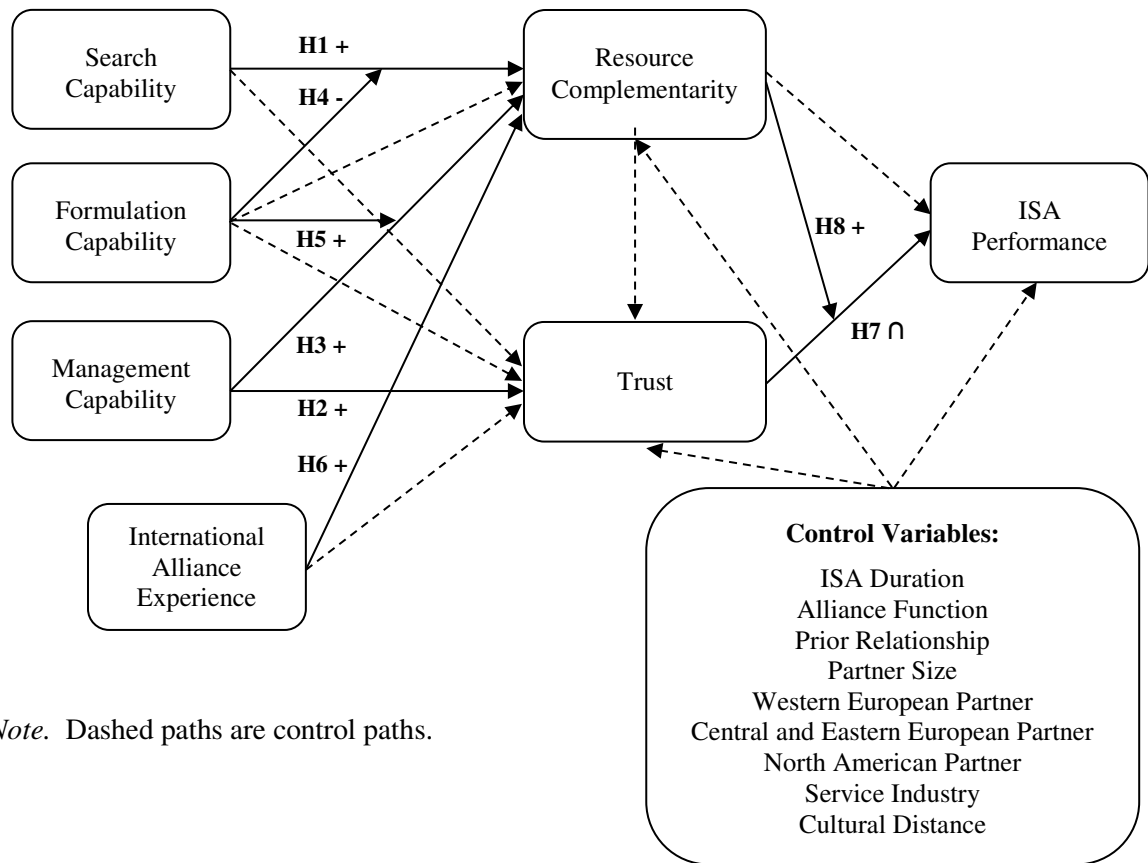 Search
Capability
H1 +
H4 -
Resource
Complementarity
Formulation
Capability
H5 +
ISA
Performance
H8 +
H7 ∩
Management
Capability
H3 +
H2 +
H6 +
Trust
International
Alliance
Experience
Control Variables:
ISA Duration
Alliance Function
Prior Relationship
Partner Size
Western European Partner
Central and Eastern European Partner
North American Partner
Service Industry
Cultural Distance
Note. Dashed paths are control paths.